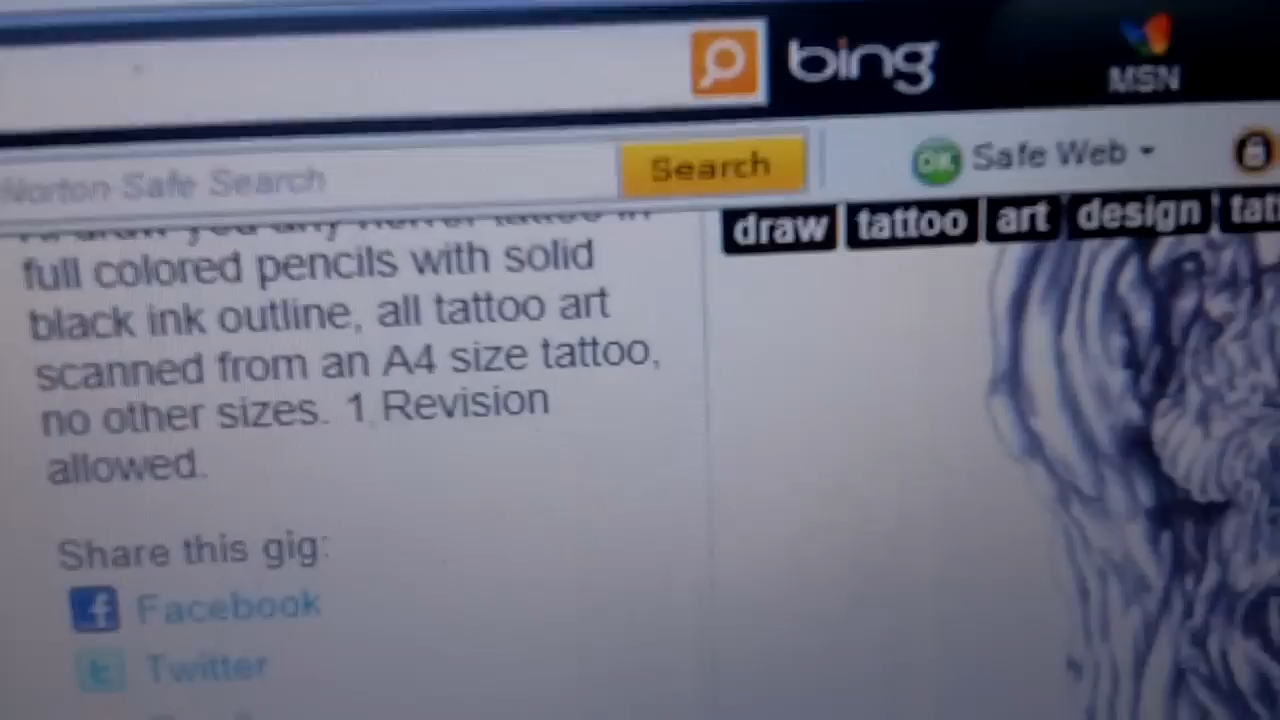 bing
MSN
Norton Safe Search
Search
OK
Safe Web
draw tattoo art design
full colored pencils with solid
black ink outline, all tattoo art
scanned from an A4 size tattoo,
no other sizes. 1 Revision
allowed.
Share this gig:
f Facebook
t Twitter